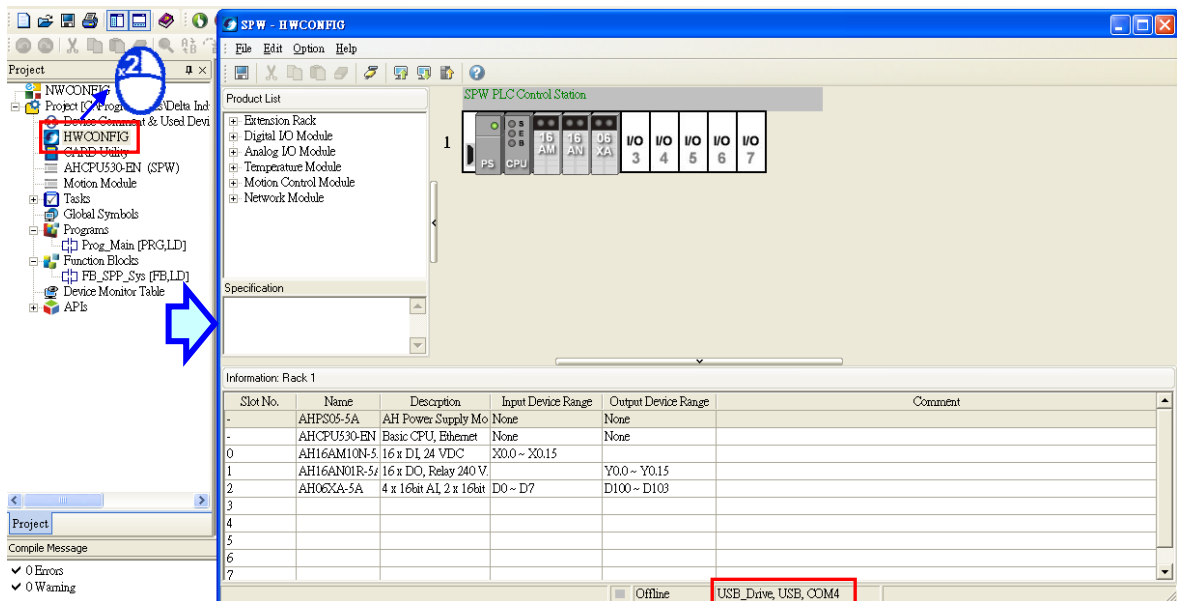 Project
NWCONFIG
Project [C:\Progr s\Delta Ind
Device Comment & Used Devi
HWCONFIG
CARD Utility
AHCPU530-EN (SPW)
Motion Module
Tasks
Global Symbols
Programs
Prog_Main [PRG,LD]
Function Blocks
FB_SPP_Sys [FB,LD]
Device Monitor Table
APIs
Project
Compile Message
0 Errors
0 Warning
x2
SPW - HWCONFIG
File Edit Option Help
Product List
Extension Rack
Digital I/O Module
Analog I/O Module
Temperature Module
Motion Control Module
Network Module
Specification
SPW PLC Control Station
1
PS CPU 16 AM 16 AN 06 XA I/O 3 I/O 4 I/O 5 I/O 6 I/O 7
Information: Rack 1
Slot No. Name Descrption Input Device Range Output Device Range Comment
- AHPS05-5A AH Power Supply Mo None None
- AHCPU530-EN Basic CPU, Ethernet None None
0 AH16AM10N-5. 16 x DI, 24 VDC X0.0 ~ X0.15
1 AH16AN01R-5A 16 x DO, Relay 240 V. Y0.0 ~ Y0.15
2 AH06XA-5A 4 x 16bit AI, 2 x 16bit D0 ~ D7 D100 ~ D103
3
4
5
6
7
Offline USB_Drive, USB, COM4